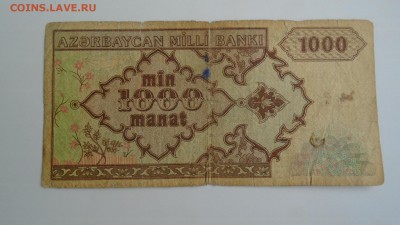 COINS.LAVE.RU
AZƏRBAYCAN MİLLİ BANKI 1000
min
1000
manat